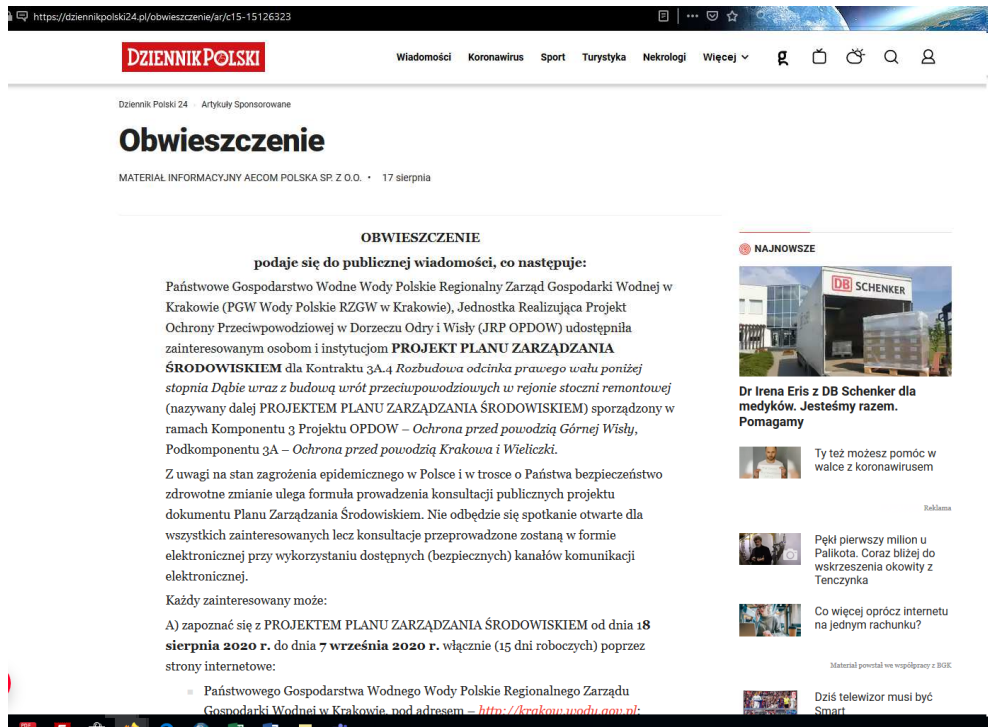 https://dziennikpolski24.pl/obwieszczenie/ar/c15-15126323
DZIENNIK POLSKI
Wiadomości Koronawirus Sport Turystyka Nekrologi Więcej
Dziennik Polski 24 Artykuły Sponsorowane
Obwieszczenie
MATERIAŁ INFORMACYJNY AECOM POLSKA SP. Z O.O. • 17 sierpnia
OBWIESZCZENIE
podaje się do publicznej wiadomości, co następuje:
Państwowe Gospodarstwo Wodne Wody Polskie Regionalny Zarząd Gospodarki Wodnej w
Krakowie (PGW Wody Polskie RZGW w Krakowie), Jednostka Realizująca Projekt
Ochrony Przeciwpowodziowej w Dorzeczu Odry i Wisły (JRP OPDOW) udostępniła
zainteresowanym osobom i instytucjom PROJEKT PLANU ZARZĄDZANIA
ŚRODOWISKIEM dla Kontraktu 3A.4 Rozbudowa odcinka prawego wału poniżej
stopnia Dąbie wraz z budową wrót przeciwpowodziowych w rejonie stoczni remontowej
(nazywany dalej PROJEKTEM PLANU ZARZĄDZANIA ŚRODOWISKIEM) sporządzony w
ramach Komponentu 3 Projektu OPDOW – Ochrona przed powodzią Górnej Wisły,
Podkomponentu 3A – Ochrona przed powodzią Krakowa i Wieliczki.
Z uwagi na stan zagrożenia epidemicznego w Polsce i w trosce o Państwa bezpieczeństwo
zdrowotne zmianie ulega formuła prowadzenia konsultacji publicznych projektu
dokumentu Planu Zarządzania Środowiskiem. Nie odbędzie się spotkanie otwarte dla
wszystkich zainteresowanych lecz konsultacje przeprowadzone zostaną w formie
elektronicznej przy wykorzystaniu dostępnych (bezpiecznych) kanałów komunikacji
elektronicznej.
Każdy zainteresowany może:
A) zapoznać się z PROJEKTEM PLANU ZARZĄDZANIA ŚRODOWISKIEM od dnia 18
sierpnia 2020 r. do dnia 7 września 2020 r. włącznie (15 dni roboczych) poprzez
strony internetowe:
Państwowego Gospodarstwa Wodnego Wody Polskie Regionalnego Zarządu
Gospodarki Wodnej w Krakowie, pod adresem – http://krakow.wody.gov.pl;
NAJNOWSZE
DB SCHENKER
Dr Irena Eris z DB Schenker dla
medyków. Jesteśmy razem.
Pomagamy
Ty też możesz pomóc w
walce z koronawirusem
Reklama
Pękł pierwszy milion u
Palikota. Coraz bliżej do
wskrzeszenia okowity z
Tenczynka
Co więcej oprócz internetu
na jednym rachunku?
Materiał powstał we współpracy z BGK
Dziś telewizor musi być
Smart